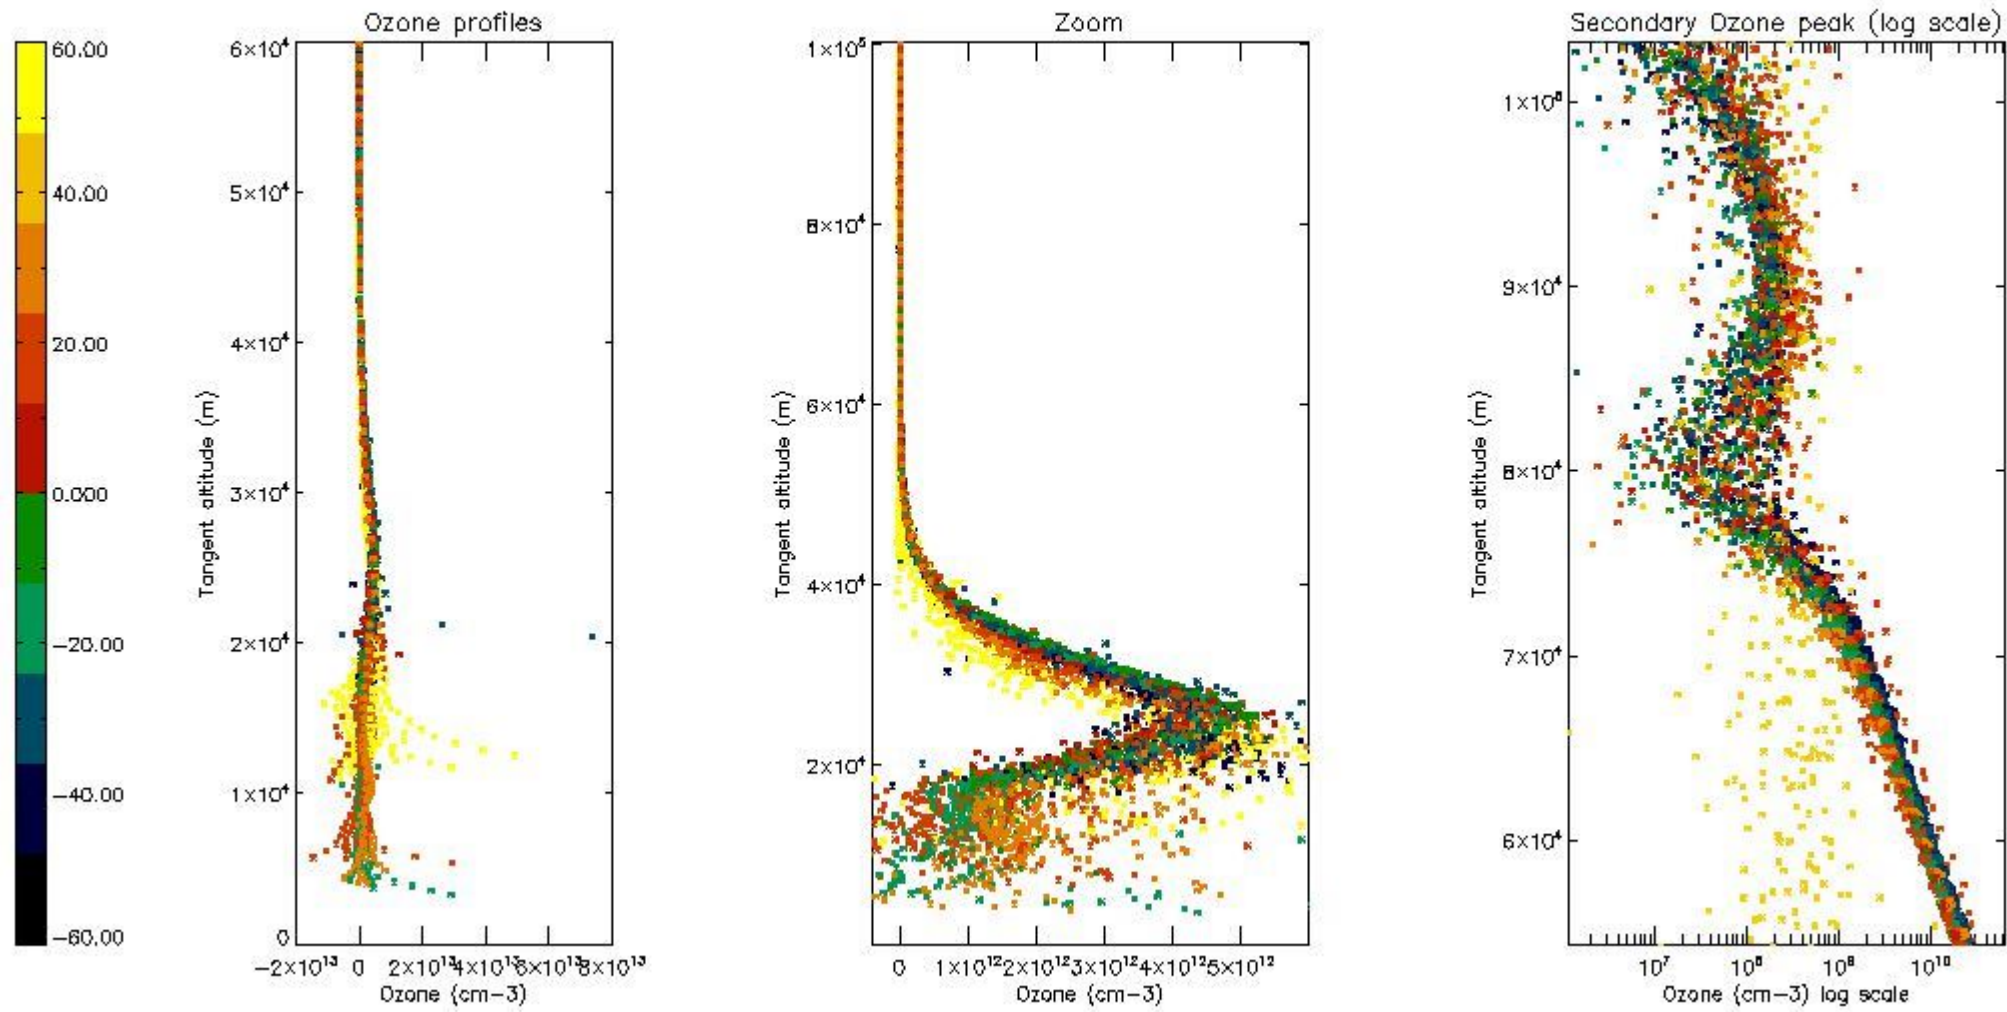 Ozone profiles
Zoom
Secondary Ozone peak (log scale)
60.00
40.00
20.00
0.000
−20.00
−40.00
−60.00
6×10⁴
5×10⁴
4×10⁴
3×10⁴
2×10⁴
1×10⁴
0
Tangent altitude (m)
−2×10¹³ 0 2×10¹³ 4×10¹³ 6×10¹³ 8×10¹³
Ozone (cm−3)
1×10⁵
8×10⁴
6×10⁴
4×10⁴
2×10⁴
Tangent altitude (m)
0 1×10¹² 2×10¹² 3×10¹² 4×10¹² 5×10¹²
Ozone (cm−3)
1×10⁵
9×10⁴
8×10⁴
7×10⁴
6×10⁴
Tangent altitude (m)
10⁷ 10⁸ 10⁹ 10¹⁰
Ozone (cm−3) log scale